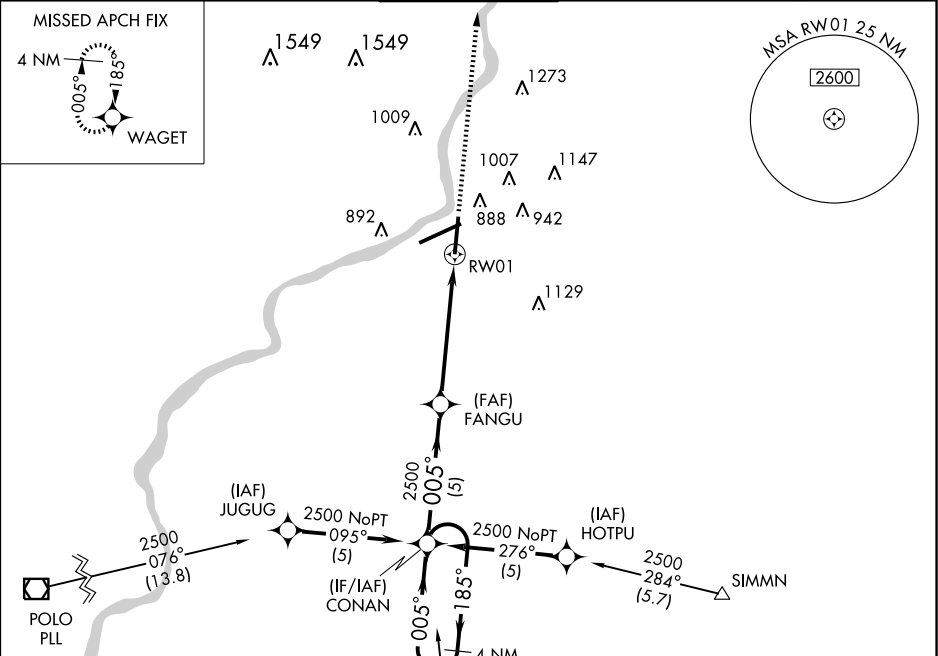 MISSED APCH FIX
4 NM
005°
185°
WAGET
1549
1549
1273
1009
1007
1147
888
942
892
RW01
1129
MSA RW01 25 NM
2600
(FAF)
FANGU
2500
005°
(5)
(IAF)
JUGUG
2500 NoPT
095°
(5)
2500 NoPT
276°
(5)
(IAF)
HOTPU
2500
076°
(13.8)
2500
284°
(5.7)
SIMMN
(IF/IAF)
CONAN
POLO
PLL
005°
185°
4 NM